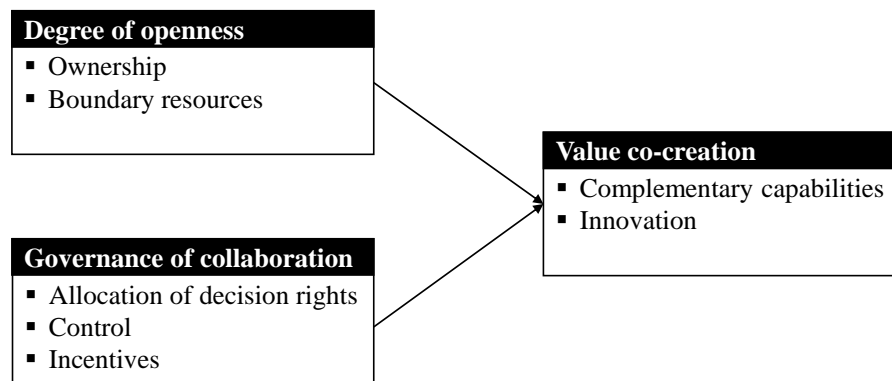 Degree of openness
▪ Ownership
▪ Boundary resources
Value co-creation
▪ Complementary capabilities
▪ Innovation
Governance of collaboration
▪ Allocation of decision rights
▪ Control
▪ Incentives